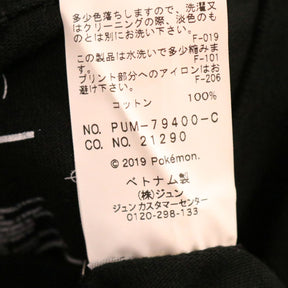 多少色落ちしますので、洗濯又
はクリーニングの際、淡色のも
のとは別にお洗い下さい。
F-019
この製品は水洗いで多少縮みま
す。
F-101
プリント部分へのアイロンはお
避け下さい。
F-206
コットン 100%
NO. PUM-79400-C
CO. NO. 21290
© 2019 Pokémon.
ベトナム製
(株)ジュン
ジュンカスタマーセンター
0120-298-133